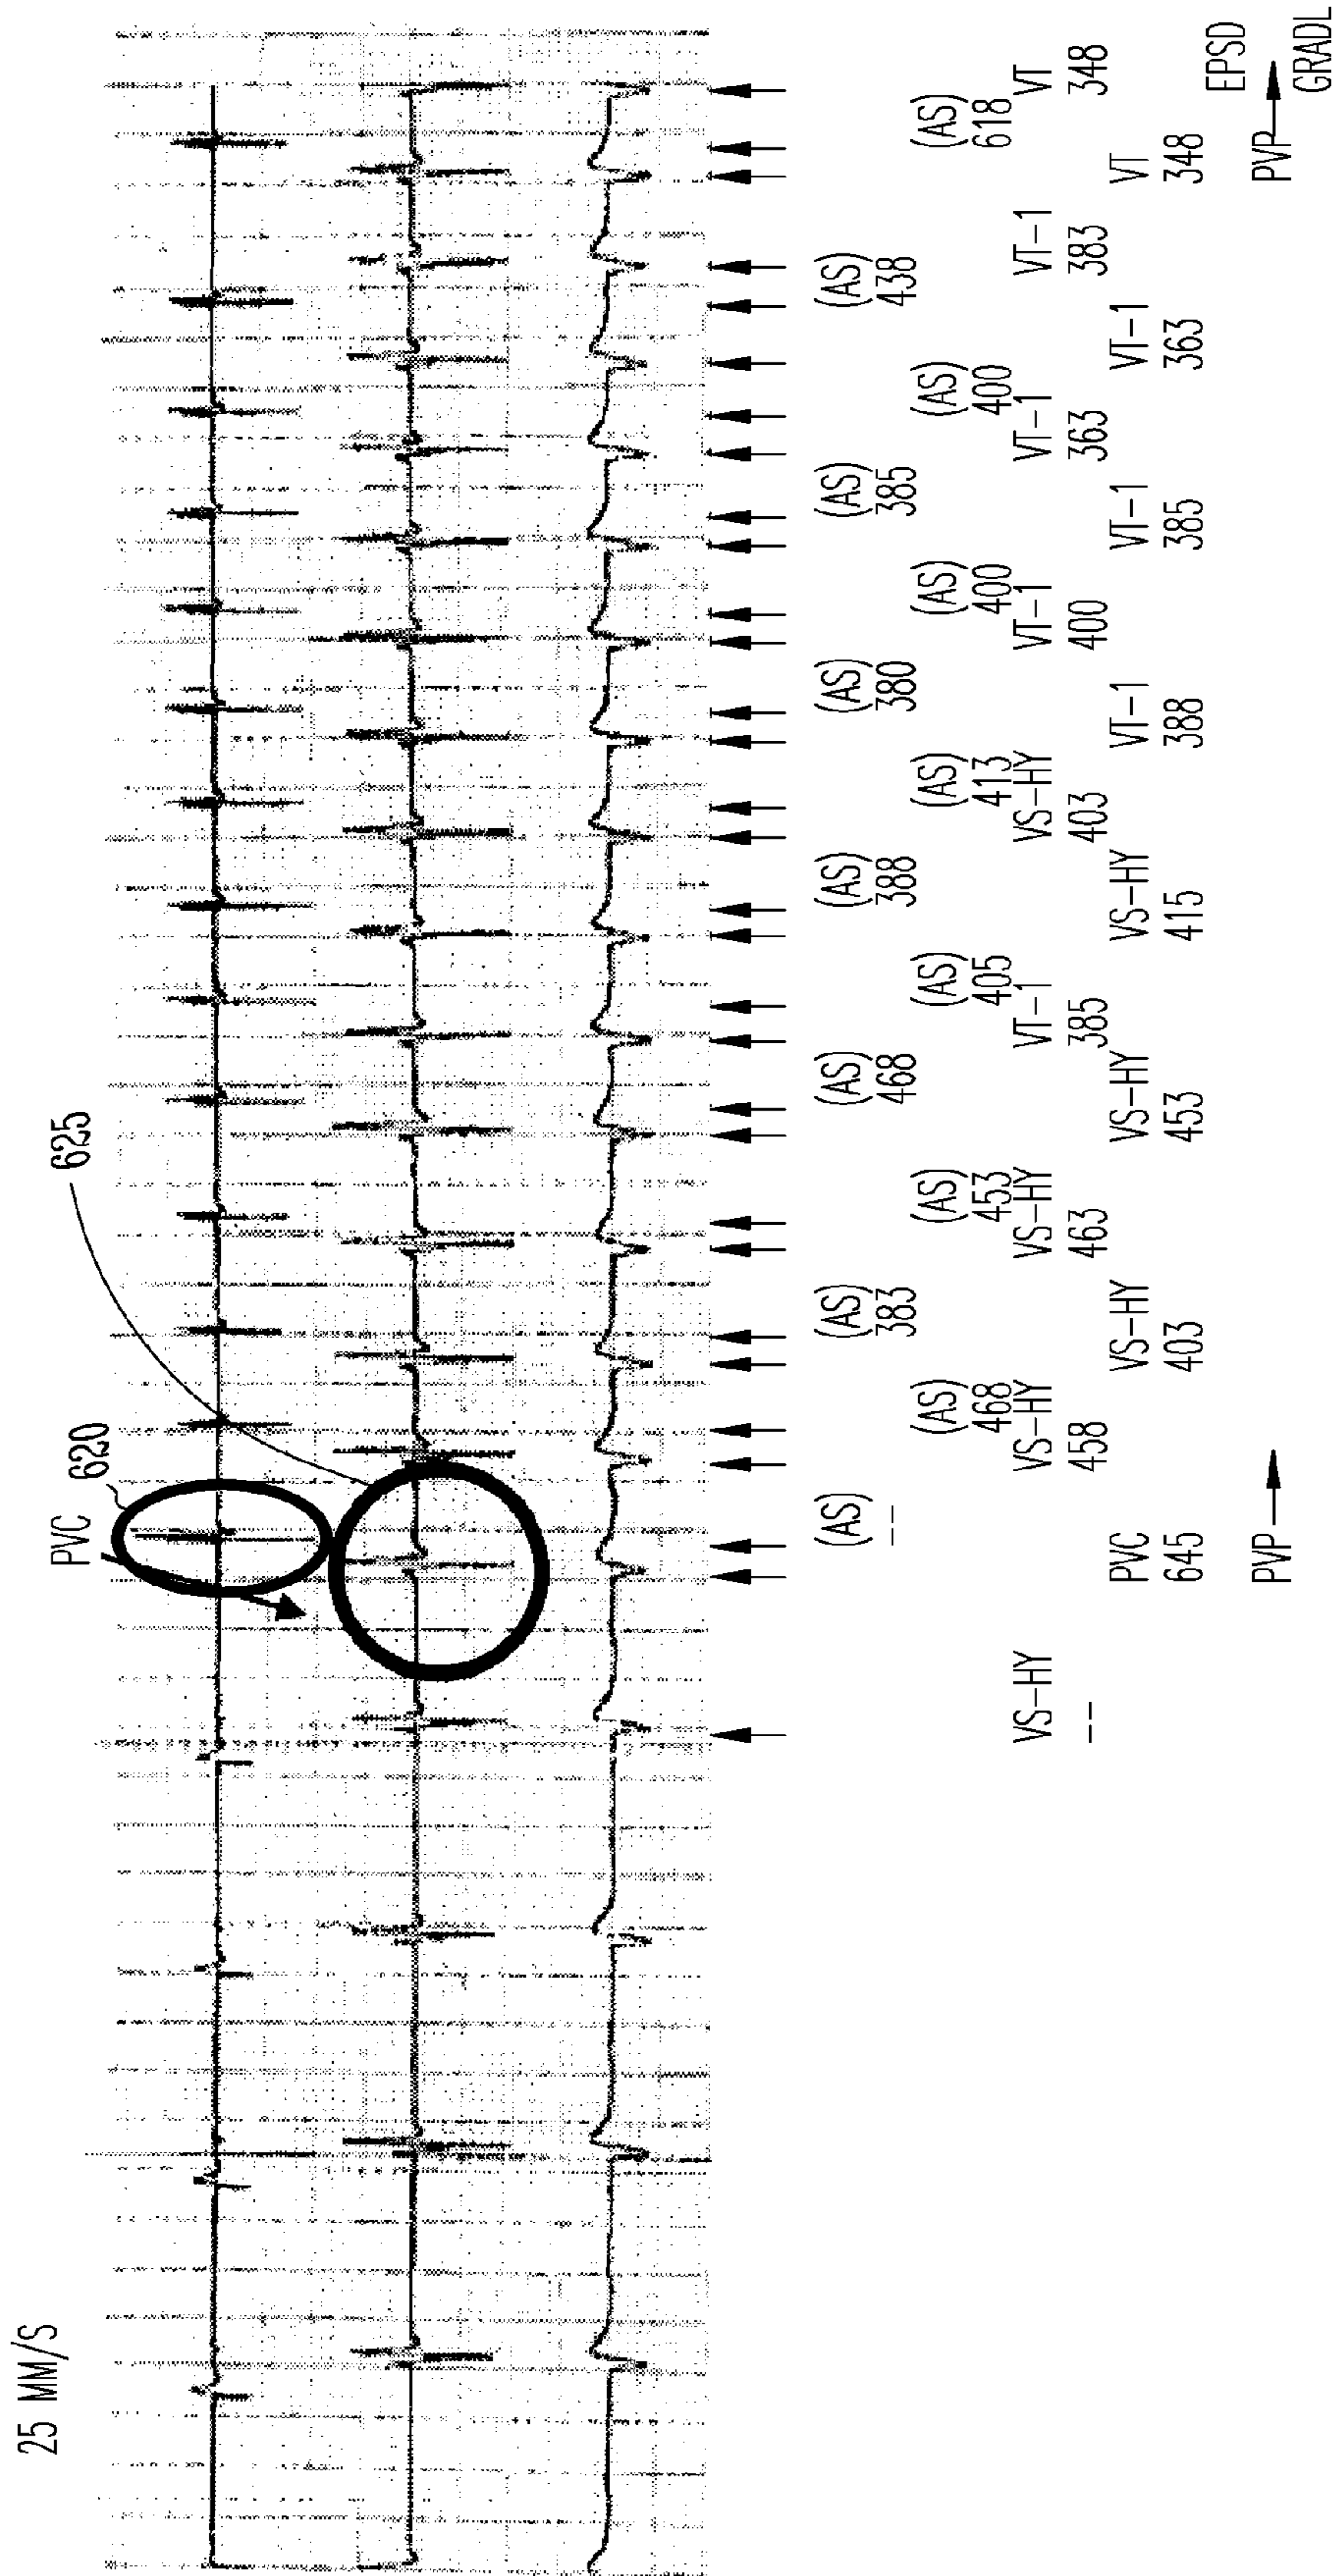 25 MM/S
PVC 625
620
(AS) (AS) (AS) (AS) (AS) (AS) (AS)
-- 383 468 388 380 385 438
(AS) (AS) (AS) (AS) (AS) (AS) (AS)
468 453 405 413 400 400 618
VS-HY VS-HY VS-HY VT-1 VS-HY VT-1 VT-1 VT-1 VT
-- 458 463 385 403 400 363 383 348
PVC VS-HY VS-HY VS-HY VT-1 VT-1 VT-1 VT
645 403 453 415 388 385 363 348
EPSD
PVP→ PVP→
GRADL